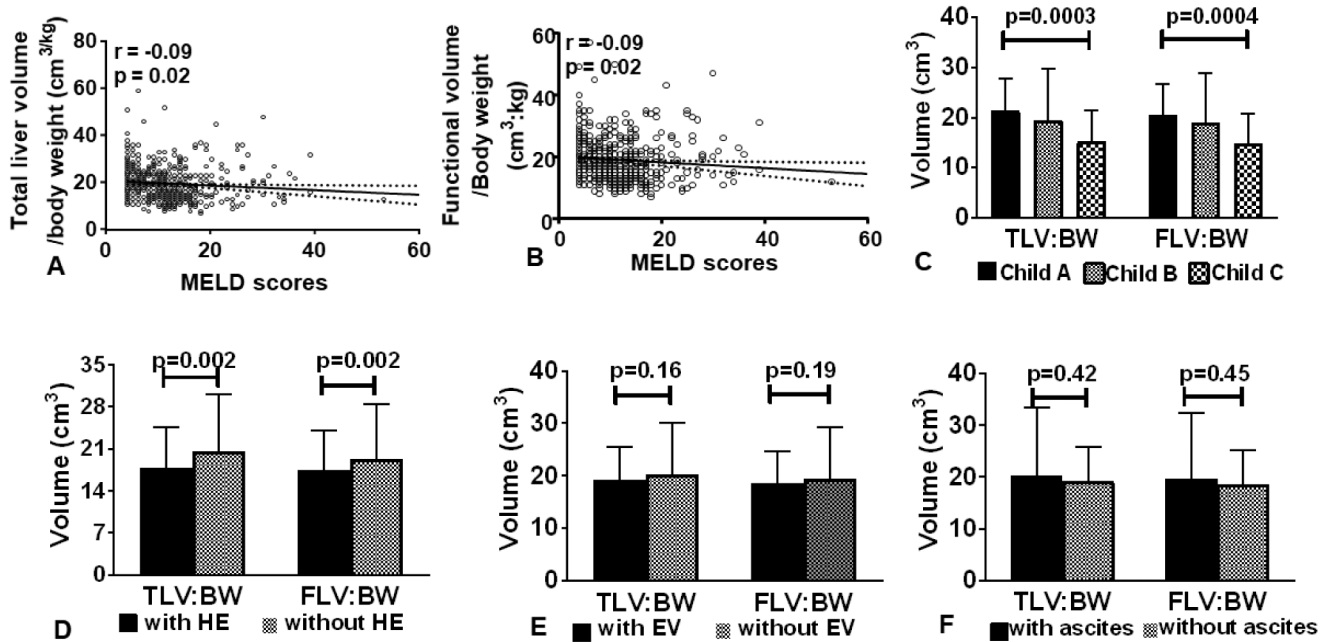 Total liver volume
/body weight (cm3/kg)
r = -0.09
p = 0.02
80
60
40
20
0
0 20 40 60
MELD scores
A
Functional volume
/Body weight
(cm3:kg)
r = -0.09
p = 0.02
60
40
20
0
0 20 40 60
MELD scores
B
Volume (cm3)
p=0.0003 p=0.0004
40
30
20
10
0
TLV:BW FLV:BW
C
Child A Child B Child C
Volume (cm3)
p=0.002 p=0.002
35
28
21
14
7
0
TLV:BW FLV:BW
D
with HE without HE
Volume (cm3)
p=0.16 p=0.19
40
30
20
10
0
TLV:BW FLV:BW
E
with EV without EV
Volume (cm3)
p=0.42 p=0.45
40
30
20
10
0
TLV:BW FLV:BW
F
with ascites without ascites